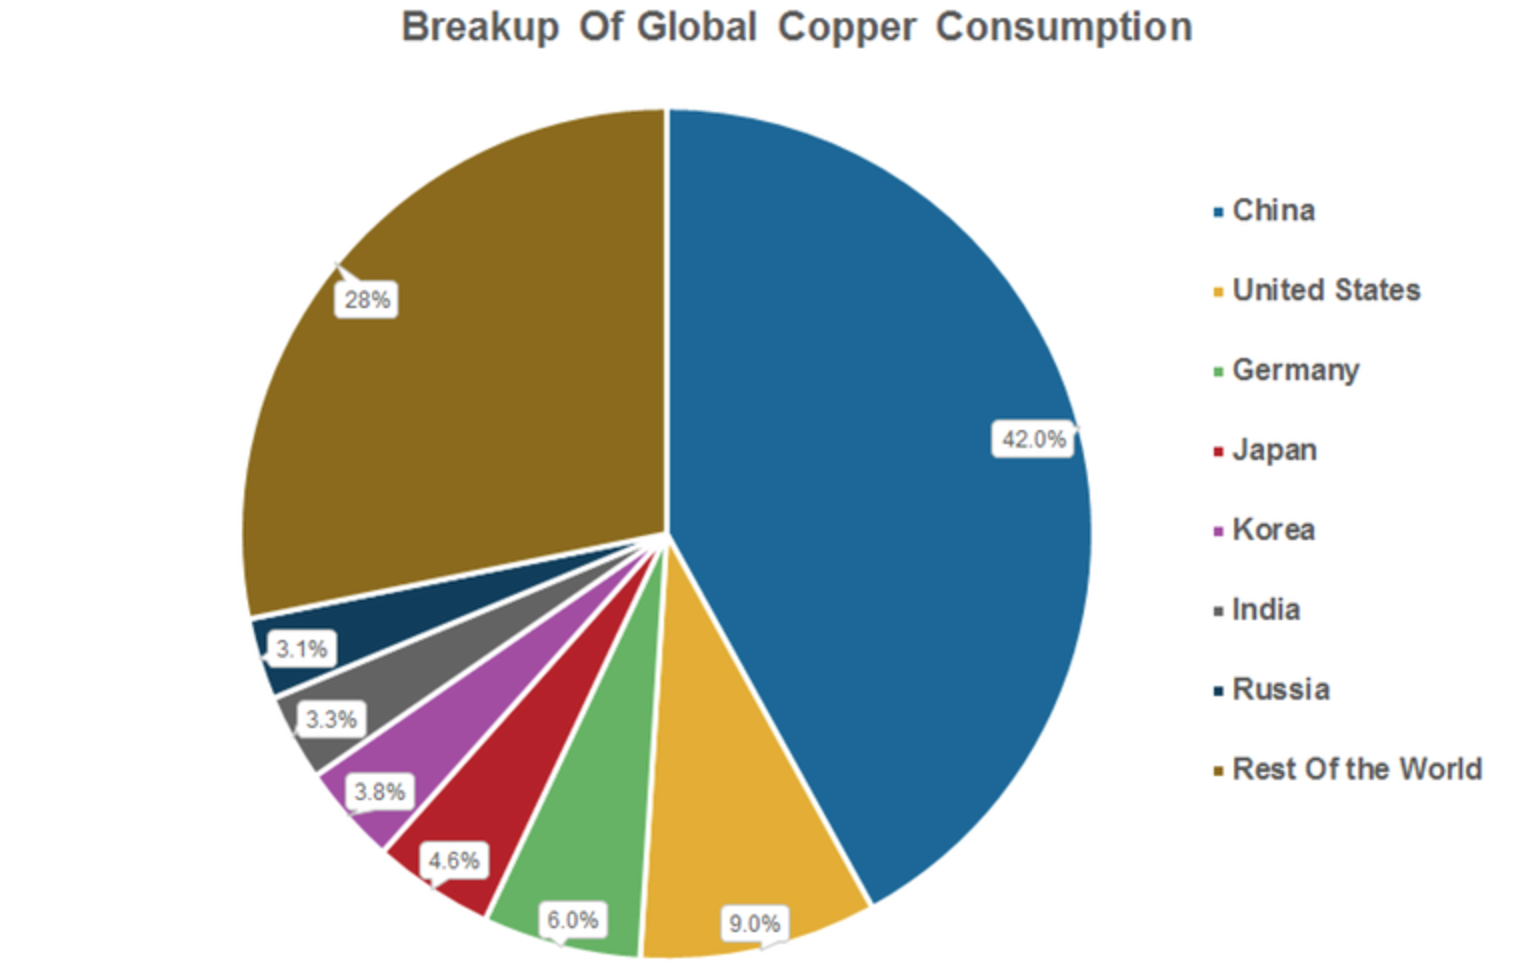 Breakup Of Global Copper Consumption
China
United States
Germany
Japan
Korea
India
Russia
Rest Of the World
28%
42.0%
3.1%
3.3%
3.8%
4.6%
6.0%
9.0%